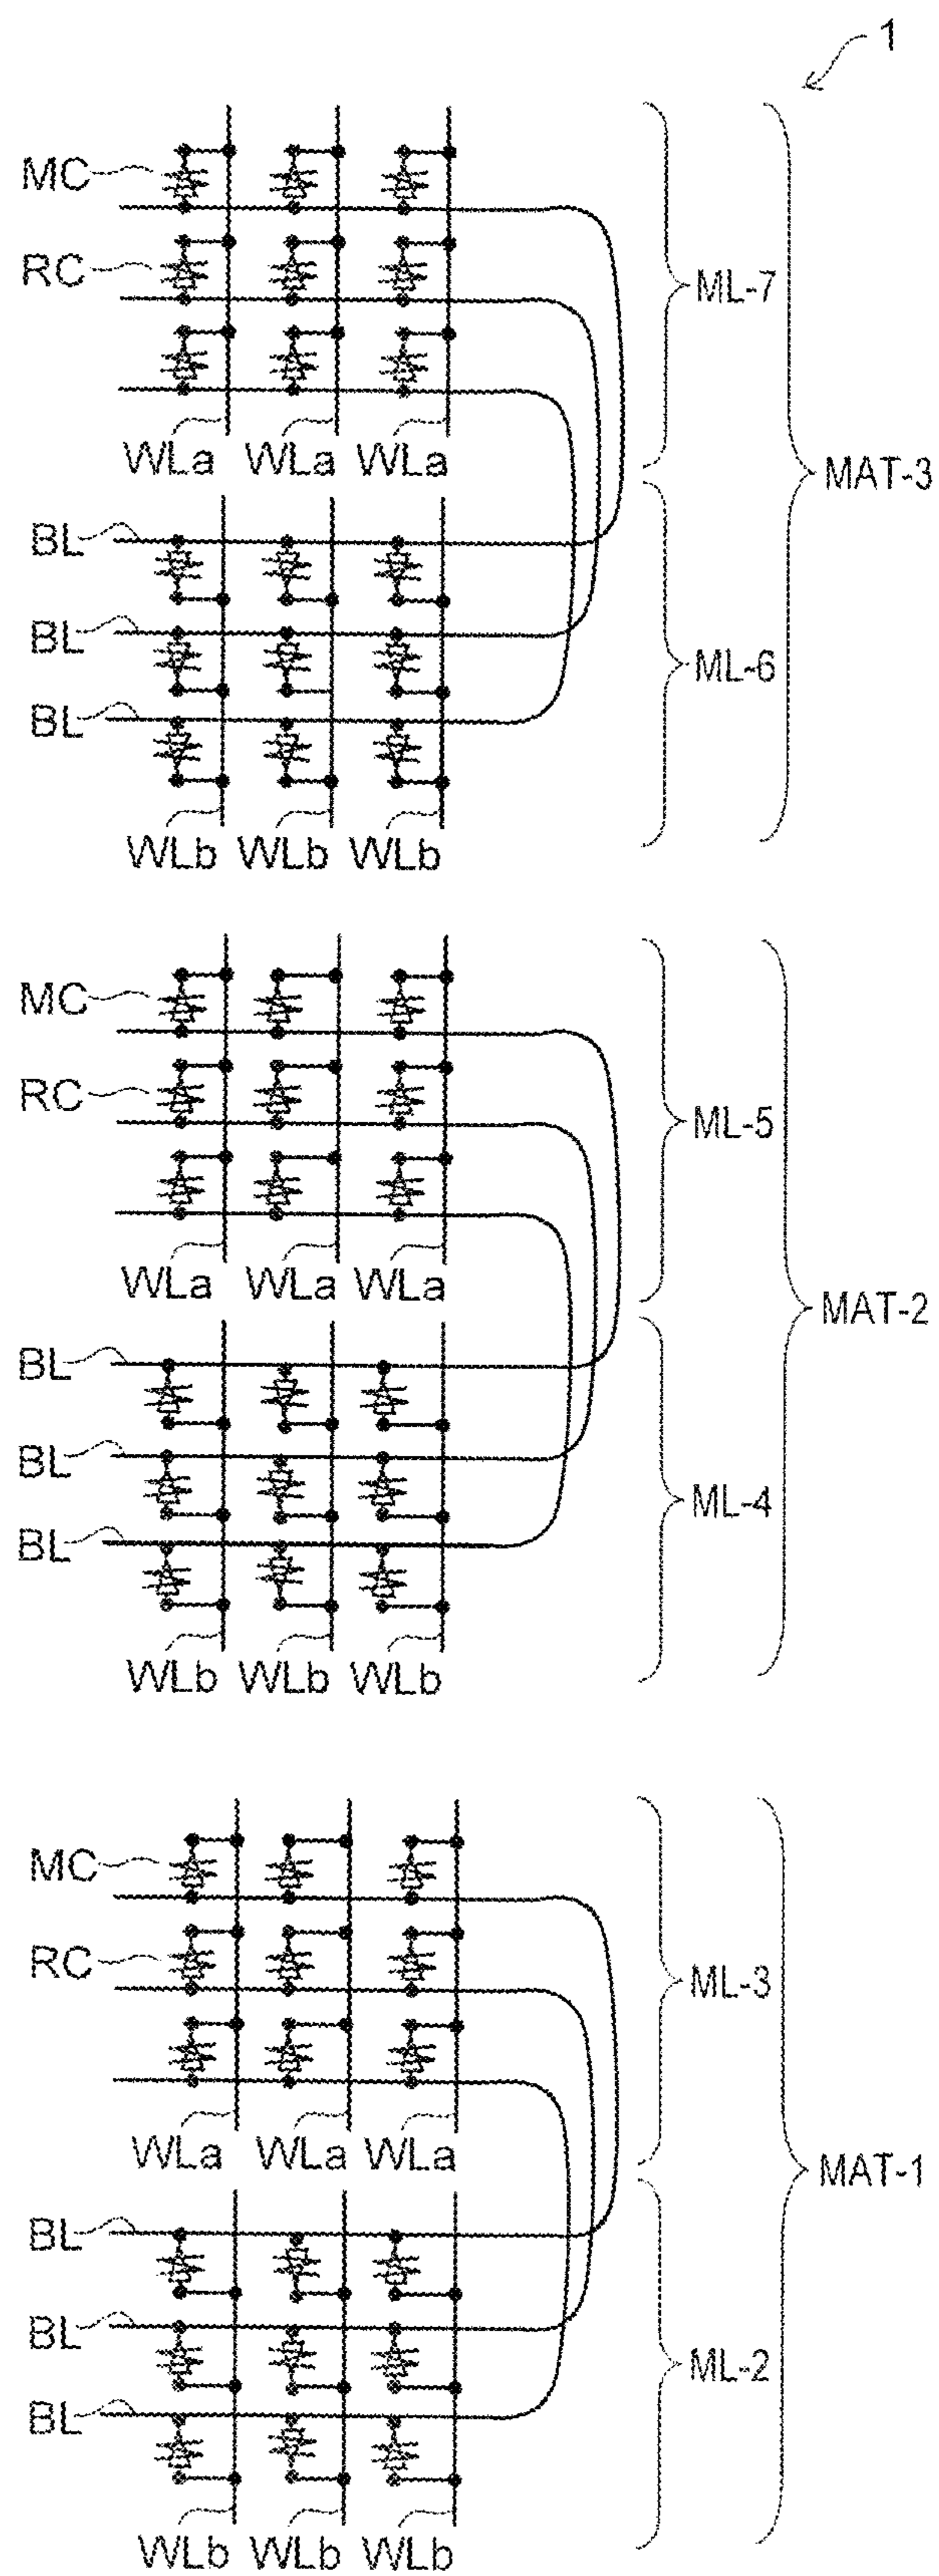 1
MC
RC
ML-7
WLa WLa WLa
MAT-3
BL
BL
ML-6
BL
WLb WLb WLb
MC
RC
ML-5
WLa WLa WLa
MAT-2
BL
BL
ML-4
BL
WLb WLb WLb
MC
RC
ML-3
WLa WLa WLa
MAT-1
BL
BL
ML-2
BL
WLb WLb WLb